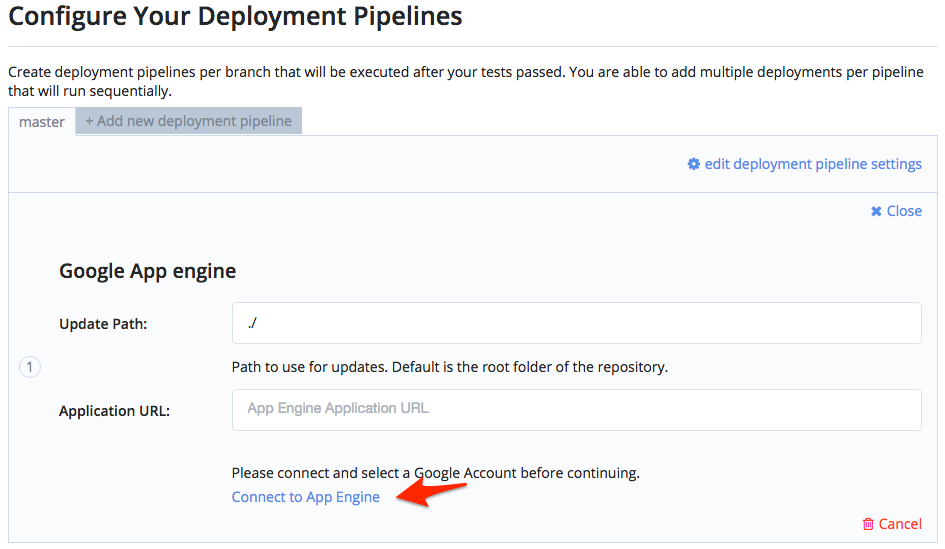 Configure Your Deployment Pipelines
Create deployment pipelines per branch that will be executed after your tests passed. You are able to add multiple deployments per pipeline
that will run sequentially.
master
+ Add new deployment pipeline
edit deployment pipeline settings
Close
Google App engine
Update Path:
./
1
Path to use for updates. Default is the root folder of the repository.
Application URL:
App Engine Application URL
Please connect and select a Google Account before continuing.
Connect to App Engine
Cancel